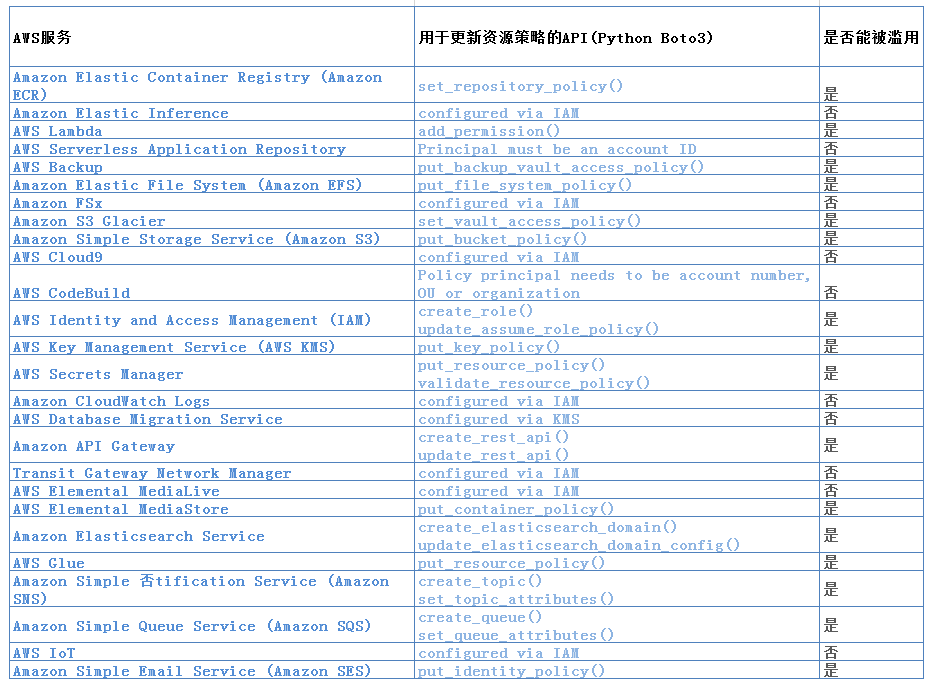 AWS服务 用于更新资源策略的API(Python Boto3) 是否能被滥用
Amazon Elastic Container Registry (Amazon
ECR) set_repository_policy() 是
Amazon Elastic Inference configured via IAM 否
AWS Lambda add_permission() 是
AWS Serverless Application Repository Principal must be an account ID 否
AWS Backup put_backup_vault_access_policy() 是
Amazon Elastic File System (Amazon EFS) put_file_system_policy() 是
Amazon FSx configured via IAM 否
Amazon S3 Glacier set_vault_access_policy() 是
Amazon Simple Storage Service (Amazon S3) put_bucket_policy() 是
AWS Cloud9 configured via IAM 否
Policy principal needs to be account number,
AWS CodeBuild OU or organization 否
AWS Identity and Access Management (IAM) create_role() 是
update_assume_role_policy()
AWS Key Management Service (AWS KMS) put_key_policy() 是
AWS Secrets Manager put_resource_policy() 是
validate_resource_policy()
Amazon CloudWatch Logs configured via IAM 否
AWS Database Migration Service configured via KMS 否
Amazon API Gateway create_rest_api() 是
update_rest_api()
Transit Gateway Network Manager configured via IAM 否
AWS Elemental MediaLive configured via IAM 否
AWS Elemental MediaStore put_container_policy() 是
Amazon Elasticsearch Service create_elasticsearch_domain() 是
update_elasticsearch_domain_config()
AWS Glue put_resource_policy() 是
Amazon Simple 否tification Service (Amazon create_topic() 是
SNS) set_topic_attributes()
Amazon Simple Queue Service (Amazon SQS) create_queue() 是
set_queue_attributes()
AWS IoT configured via IAM 否
Amazon Simple Email Service (Amazon SES) put_identity_policy() 是